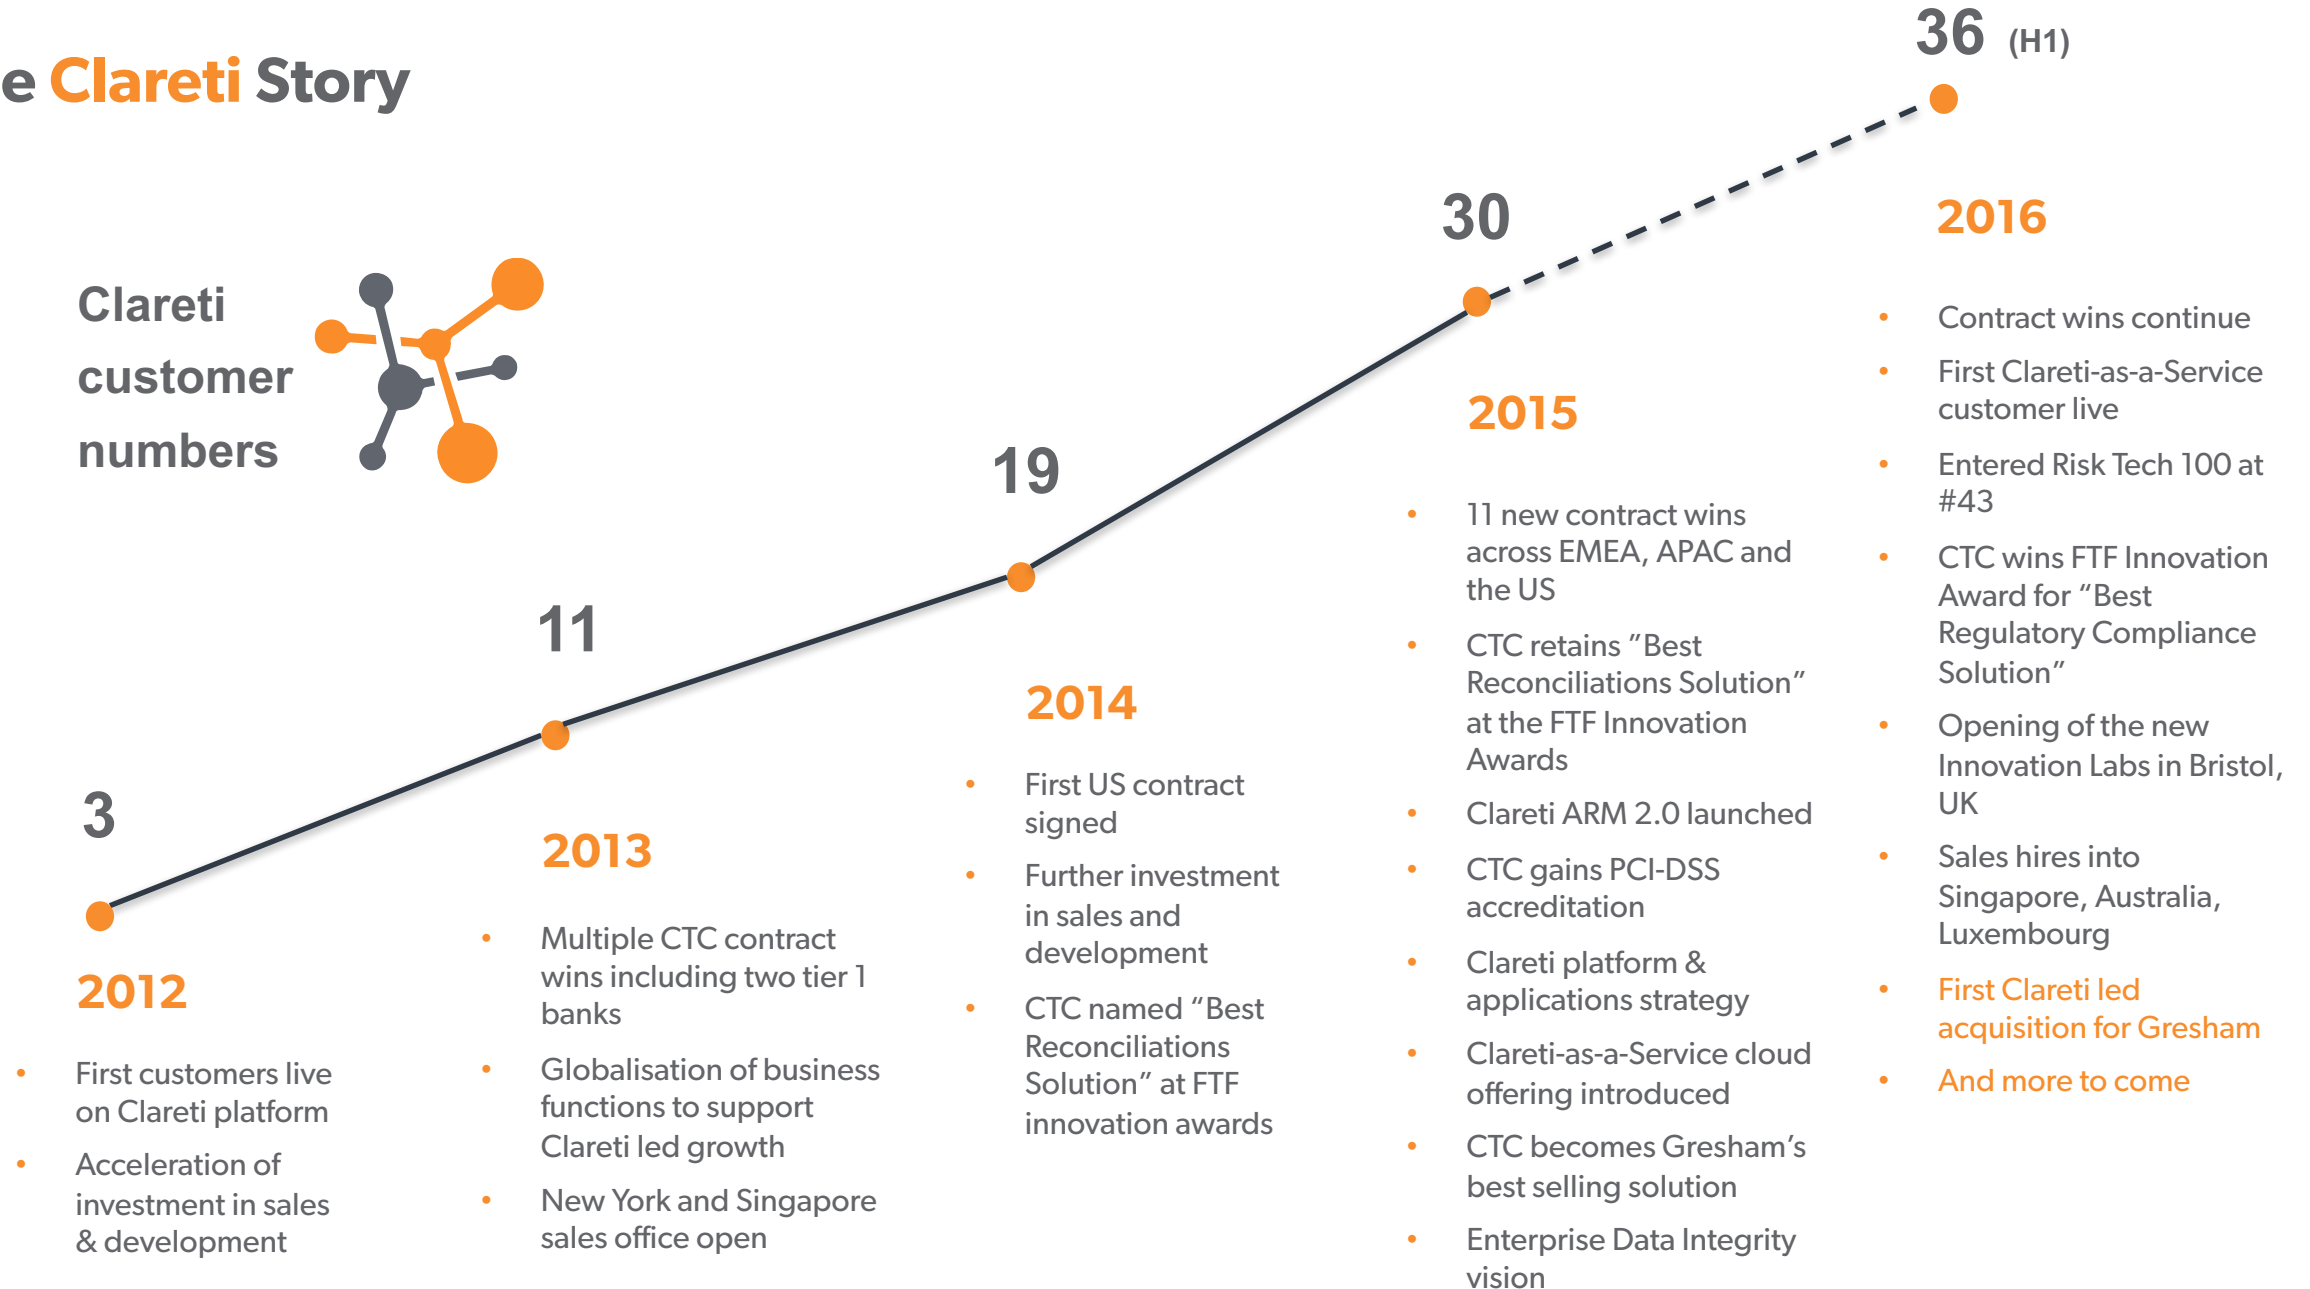 e Clareti Story
Clareti
customer
numbers
3
2012
• First customers live
on Clareti platform
• Acceleration of
investment in sales
& development
11
2013
• Multiple CTC contract
wins including two tier 1
banks
• Globalisation of business
functions to support
Clareti led growth
• New York and Singapore
sales office open
19
2014
• First US contract
signed
• Further investment
in sales and
development
• CTC named “Best
Reconciliations
Solution” at FTF
innovation awards
30
2015
• 11 new contract wins
across EMEA, APAC and
the US
• CTC retains ”Best
Reconciliations Solution”
at the FTF Innovation
Awards
• Clareti ARM 2.0 launched
• CTC gains PCI-DSS
accreditation
• Clareti platform &
applications strategy
• Clareti-as-a-Service cloud
offering introduced
• CTC becomes Gresham’s
best selling solution
• Enterprise Data Integrity
vision
36 (H1)
2016
• Contract wins continue
• First Clareti-as-a-Service
customer live
• Entered Risk Tech 100 at
#43
• CTC wins FTF Innovation
Award for “Best
Regulatory Compliance
Solution”
• Opening of the new
Innovation Labs in Bristol,
UK
• Sales hires into
Singapore, Australia,
Luxembourg
• First Clareti led
acquisition for Gresham
• And more to come